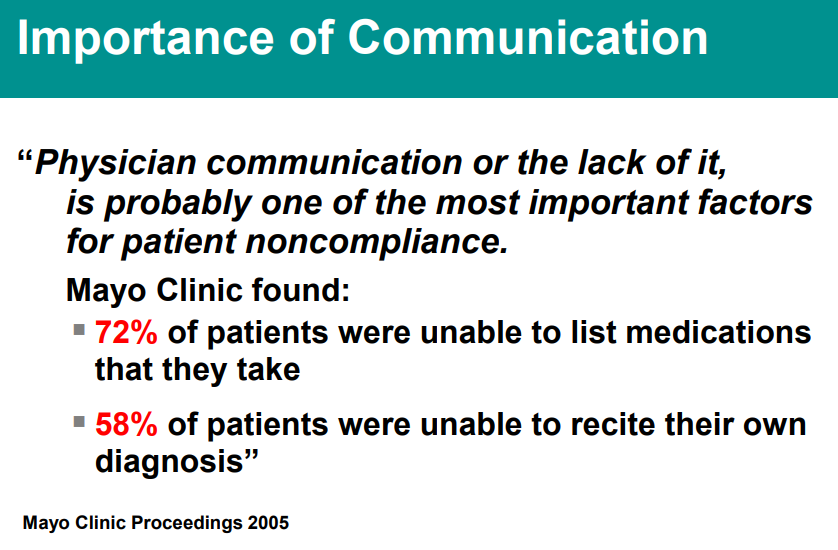 Importance of Communication
“Physician communication or the lack of it,
is probably one of the most important factors
for patient noncompliance.
Mayo Clinic found:
▪ 72% of patients were unable to list medications
that they take
▪ 58% of patients were unable to recite their own
diagnosis”
Mayo Clinic Proceedings 2005